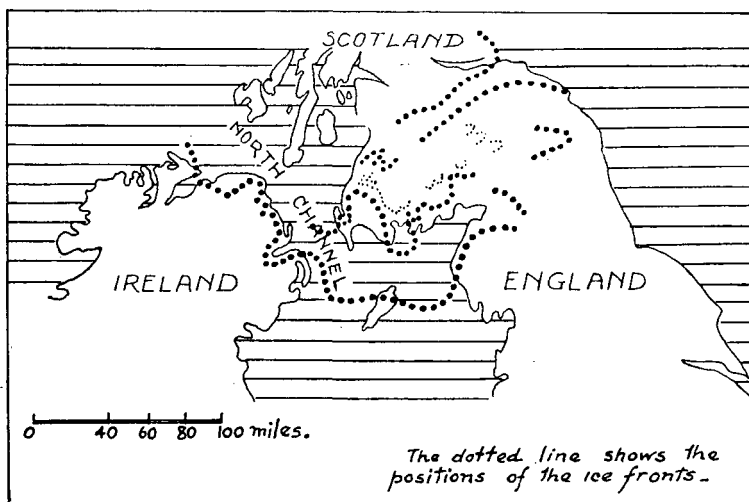 SCOTLAND
NORTH
CHANNEL
IRELAND
ENGLAND
0 40 60 80 100 miles.
The dotted line shows the
positions of the ice fronts.